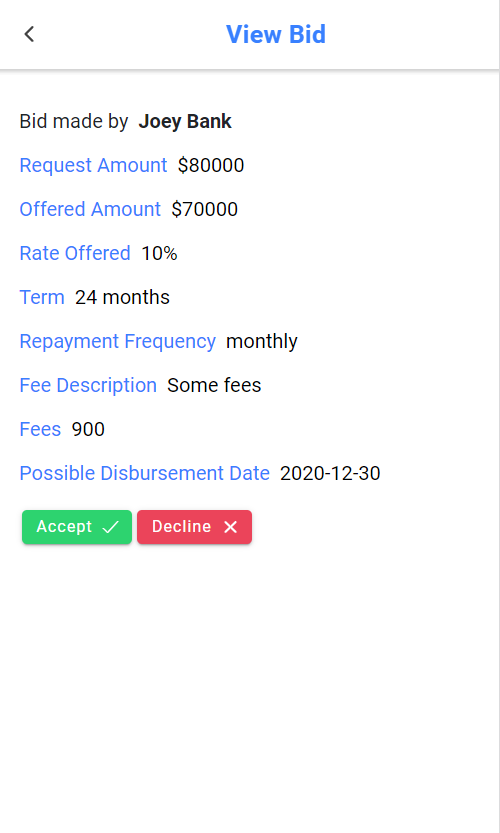 View Bid
Bid made by Joey Bank
Request Amount $80000
Offered Amount $70000
Rate Offered 10%
Term 24 months
Repayment Frequency monthly
Fee Description Some fees
Fees 900
Possible Disbursement Date 2020-12-30
Accept Decline